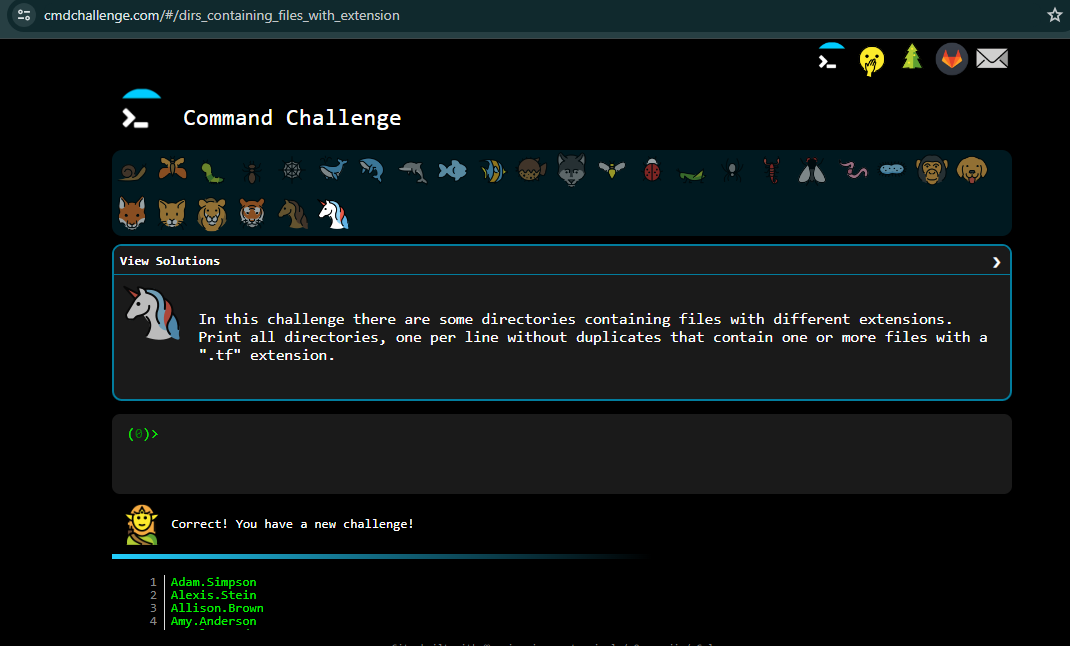 cmdchallenge.com/#/dirs_containing_files_with_extension
Command Challenge
View Solutions
In this challenge there are some directories containing files with different extensions.
Print all directories, one per line without duplicates that contain one or more files with a
".tf" extension.
(0)>
Correct! You have a new challenge!
1 Adam.Simpson
2 Alexis.Stein
3 Allison.Brown
4 Amy.Anderson